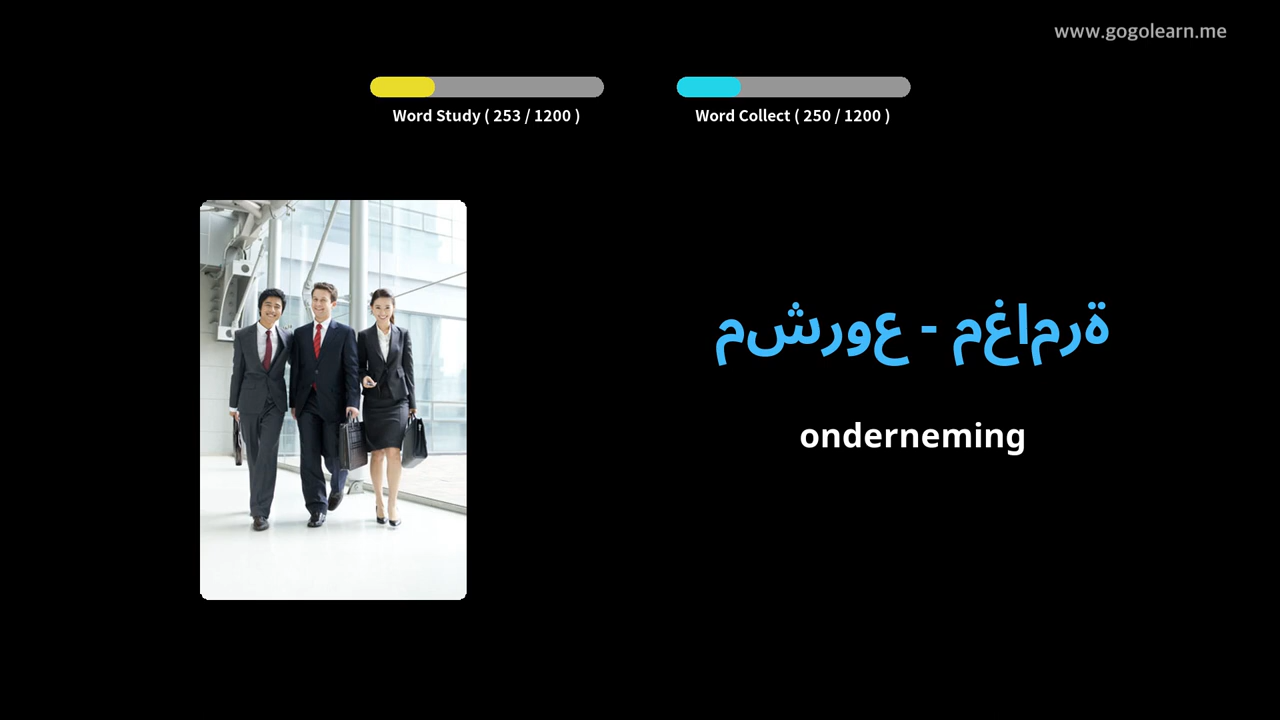 www.gogolearn.me
Word Study ( 253 / 1200 )
Word Collect ( 250 / 1200 )
مشروع - مغامرة
onderneming